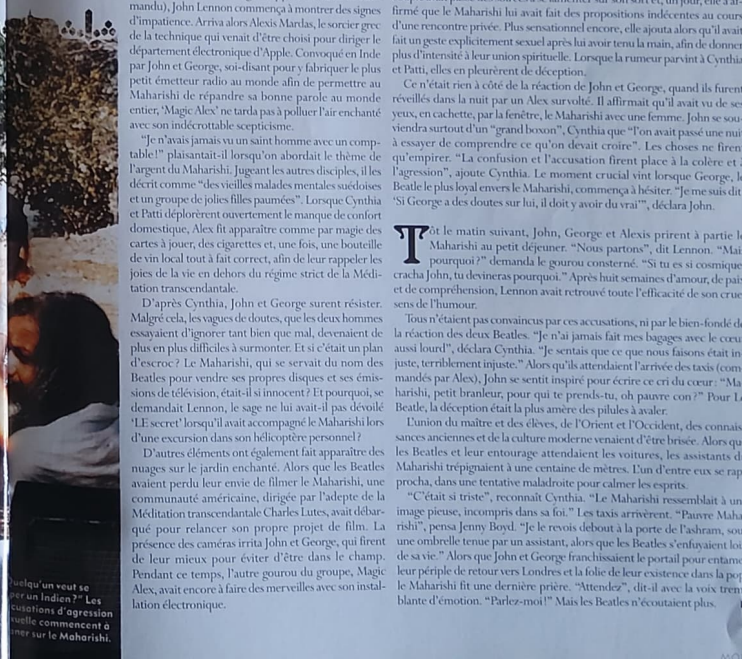 mandu), John Lennon commença à montrer des signes
d'impatience. Arriva alors Alexis Mardas, le sorcier grec
de la technique qui venait d'être choisi pour diriger le
département électronique d'Apple. Convoqué en Inde
par John et George, soi-disant pour y fabriquer le plus
petit émetteur radio au monde afin de permettre au
Maharishi de répandre sa bonne parole au monde
entier, 'Magic Alex' ne tarda pas à polluer l'air enchanté
avec son indécrottable scepticisme.
"Je n'avais jamais vu un saint homme avec un comp-
table!" plaisantait-il lorsqu'on abordait le thème de
l'argent du Maharishi. Jugeant les autres disciples, il les
décrit comme "des vieilles malades mentales suédoises
et un groupe de jolies filles paumées". Lorsque Cynthia
et Patti déplorèrent ouvertement le manque de confort
domestique, Alex fit apparaître comme par magie des
cartes à jouer, des cigarettes et, une fois, une bouteille
de vin local tout à fait correct, afin de leur rappeler les
joies de la vie en dehors du régime strict de la Médi-
tation transcendantale.
D'après Cynthia, John et George surent résister.
Malgré cela, les vagues de doutes, que les deux hommes
essayaient d'ignorer tant bien que mal, devenaient de
plus en plus difficiles à surmonter. Et si c'était un plan
d'escroc? Le Maharishi, qui se servait du nom des
Beatles pour vendre ses propres disques et ses émis-
sions de télévision, était-il si innocent? Et pourquoi, se
demandait Lennon, le sage ne lui avait-il pas dévoilé
'LE secret' lorsqu'il avait accompagné le Maharishi lors
d'une excursion dans son hélicoptère personnel?
D'autres éléments ont également fait apparaître des
nuages sur le jardin enchanté. Alors que les Beatles
avaient perdu leur envie de filmer le Maharishi, une
communauté américaine, dirigée par l'adepte de la
Méditation transcendantale Charles Lutes, avait débar-
qué pour relancer son propre projet de film. La
présence des caméras irrita John et George, qui firent
de leur mieux pour éviter d'être dans le champ.
Pendant ce temps, l'autre gourou du groupe, Magic
Alex, avait encore à faire des merveilles avec son instal-
lation électronique.
firmé que le Maharishi lui avait fait des propositions indécentes au cours
d'une rencontre privée. Plus sensationnel encore, elle ajouta alors qu'il avait
fait un geste explicitement sexuel après lui avoir tenu la main, afin de donner
plus d'intensité à leur union spirituelle. Lorsque la rumeur parvint à Cynthia
et Patti, elles en pleurèrent de déception.
Ce n'était rien à côté de la réaction de John et George, quand ils furent
réveillés dans la nuit par un Alex survolté. Il affirmait qu'il avait vu de ses
yeux, en cachette, par la fenêtre, le Maharishi avec une femme. John se sou-
viendra surtout d'un "grand boxon", Cynthia que "l'on avait passé une nuit
à essayer de comprendre ce qu'on devait croire". Les choses ne firent
qu'empirer. "La confusion et l'accusation firent place à la colère et à
l'agression", ajoute Cynthia. Le moment crucial vint lorsque George, le
Beatle le plus loyal envers le Maharishi, commença à hésiter. "Je me suis dit:
'Si George a des doutes sur lui, il doit y avoir du vrai'", déclara John.
Tôt le matin suivant, John, George et Alexis prirent à partie le
Maharishi au petit déjeuner. "Nous partons", dit Lennon. "Mais
pourquoi?" demanda le gourou consterné. "Si tu es si cosmique,
cracha John, tu devineras pourquoi." Après huit semaines d'amour, de paix
et de compréhension, Lennon avait retrouvé toute l'efficacité de son cruel
sens de l'humour.
Tous n'étaient pas convaincus par ces accusations, ni par le bien-fondé de
la réaction des deux Beatles. "Je n'ai jamais fait mes bagages avec le cœur
aussi lourd", déclara Cynthia. "Je sentais que ce que nous faisions était in-
juste, terriblement injuste." Alors qu'ils attendaient l'arrivée des taxis (com-
mandés par Alex), John se sentit inspiré pour écrire ce cri du cœur: "Ma-
harishi, petit branleur, pour qui te prends-tu, oh pauvre con?" Pour Le
Beatle, la déception était la plus amère des pilules à avaler.
L'union du maître et des élèves, de l'Orient et l'Occident, des connais-
sances anciennes et de la culture moderne venaient d'être brisée. Alors que
les Beatles et leur entourage attendaient les voitures, les assistants du
Maharishi trépignaient à une centaine de mètres. L'un d'entre eux se rap-
procha, dans une tentative maladroite pour calmer les esprits.
"C'était si triste", reconnaît Cynthia. "Le Maharishi ressemblait à une
image pieuse, incompris dans sa foi." Les taxis arrivèrent. "Pauvre Maha-
rishi", pensa Jenny Boyd. "Je le revois debout à la porte de l'ashram, sous
une ombrelle tenue par un assistant, alors que les Beatles s'enfuyaient loin
de sa vie." Alors que John et George franchissaient le portail pour entamer
leur périple de retour vers Londres et la folie de leur existence dans la pop,
le Maharishi fit une dernière prière. "Attendez", dit-il avec la voix trem-
blante d'émotion. "Parlez-moi!" Mais les Beatles n'écoutaient plus.
Quelqu'un veut se
un Indien?" Les
accusations d'agression
commencent à
sur le Maharishi.